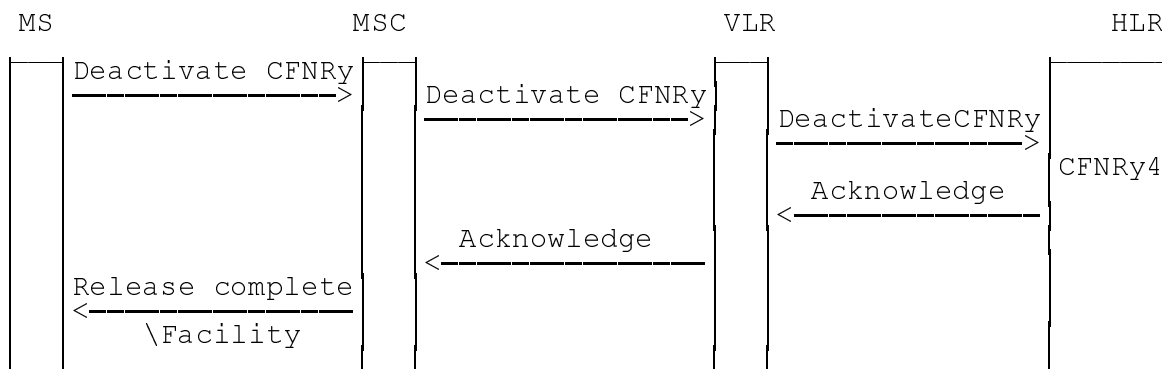 MS MSC VLR HLR
Deactivate CFNRy
Deactivate CFNRy
DeactivateCFNRy
CFNRy4
Acknowledge
Acknowledge
Release complete
\Facility